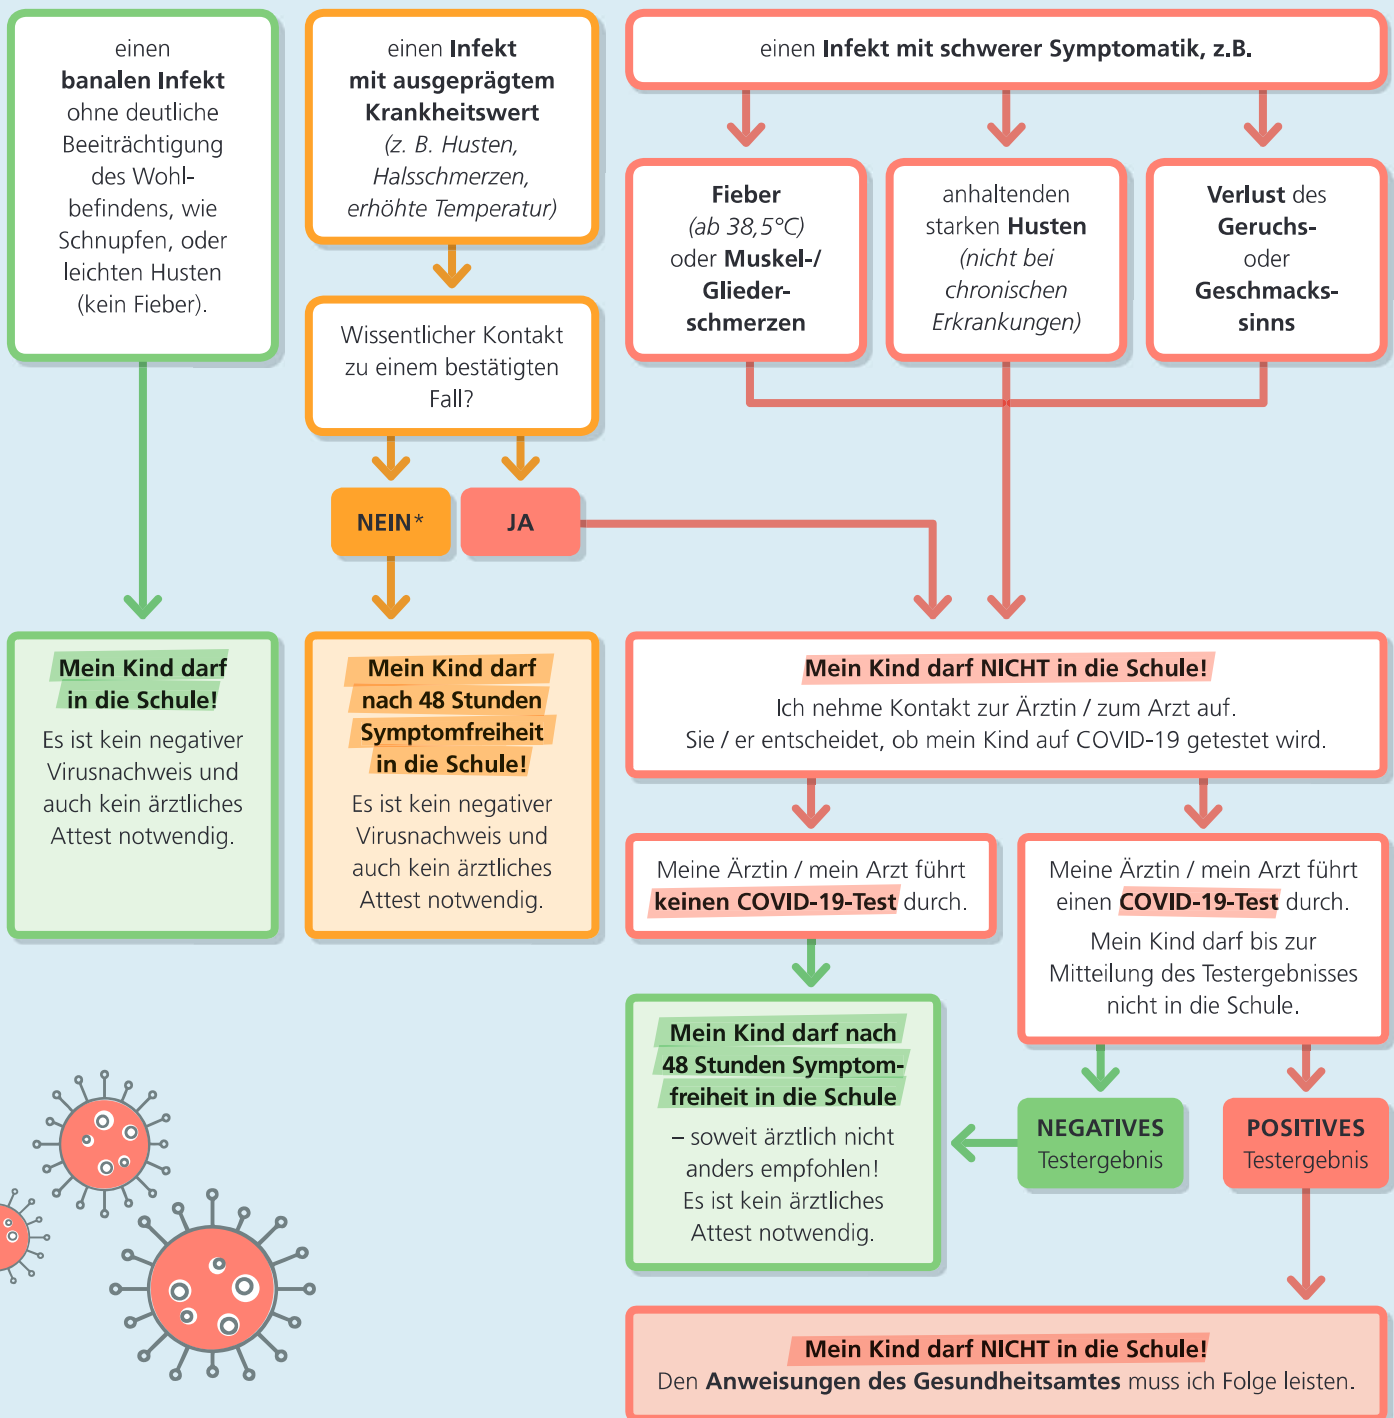 einen
banalen Infekt
ohne deutliche
Beeiträchtigung
des Wohl-
befindens, wie
Schnupfen, oder
leichten Husten
(kein Fieber).
einen Infekt
mit ausgeprägtem
Krankheitswert
(z. B. Husten,
Halsschmerzen,
erhöhte Temperatur)
einen Infekt mit schwerer Symptomatik, z.B.
Fieber
(ab 38,5°C)
oder Muskel-/
Glieder-
schmerzen
anhaltenden
starken Husten
(nicht bei
chronischen
Erkrankungen)
Verlust des
Geruchs-
oder
Geschmacks-
sinns
Wissentlicher Kontakt
zu einem bestätigten
Fall?
NEIN*
JA
Mein Kind darf
in die Schule!
Es ist kein negativer
Virusnachweis und
auch kein ärztliches
Attest notwendig.
Mein Kind darf
nach 48 Stunden
Symptomfreiheit
in die Schule!
Es ist kein negativer
Virusnachweis und
auch kein ärztliches
Attest notwendig.
Mein Kind darf NICHT in die Schule!
Ich nehme Kontakt zur Ärztin / zum Arzt auf.
Sie / er entscheidet, ob mein Kind auf COVID-19 getestet wird.
Meine Ärztin / mein Arzt führt
keinen COVID-19-Test durch.
Meine Ärztin / mein Arzt führt
einen COVID-19-Test durch.
Mein Kind darf bis zur
Mitteilung des Testergebnisses
nicht in die Schule.
Mein Kind darf nach
48 Stunden Symptom-
freiheit in die Schule
– soweit ärztlich nicht
anders empfohlen!
Es ist kein ärztliches
Attest notwendig.
NEGATIVES
Testergebnis
POSITIVES
Testergebnis
Mein Kind darf NICHT in die Schule!
Den Anweisungen des Gesundheitsamtes muss ich Folge leisten.